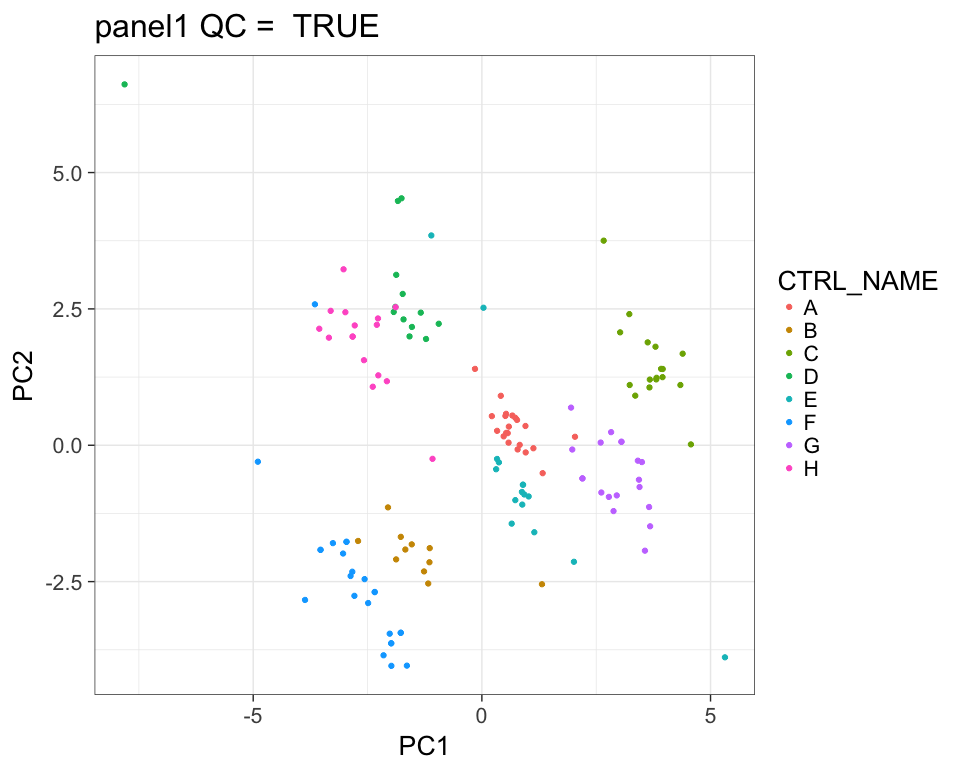 panel1 QC =  TRUE
PC2
5.0
2.5
0.0
-2.5
-5
0
5
PC1
CTRL_NAME
A
B
C
D
E
F
G
H